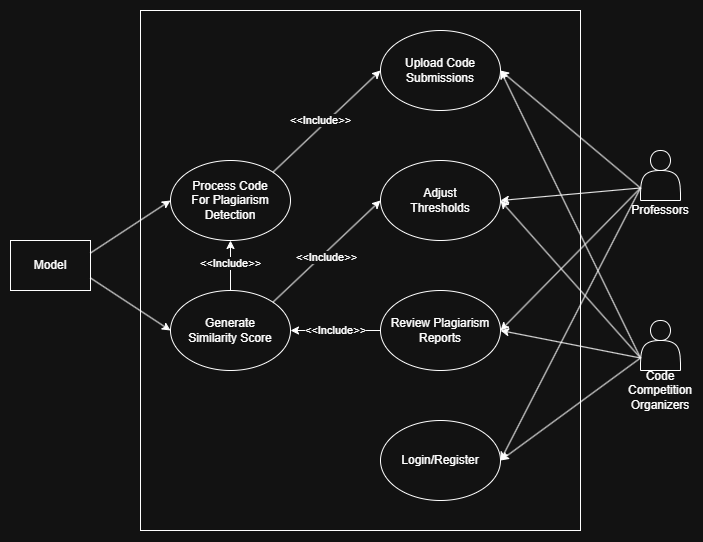 Upload Code
Submissions
<<Include>>
Process Code
For Plagiarism
Detection
Adjust
Thresholds
Professors
<<Include>>
<<Include>>
Model
Generate
Similarity Score
<<Include>>
Review Plagiarism
Reports
Code
Competition
Organizers
Login/Register